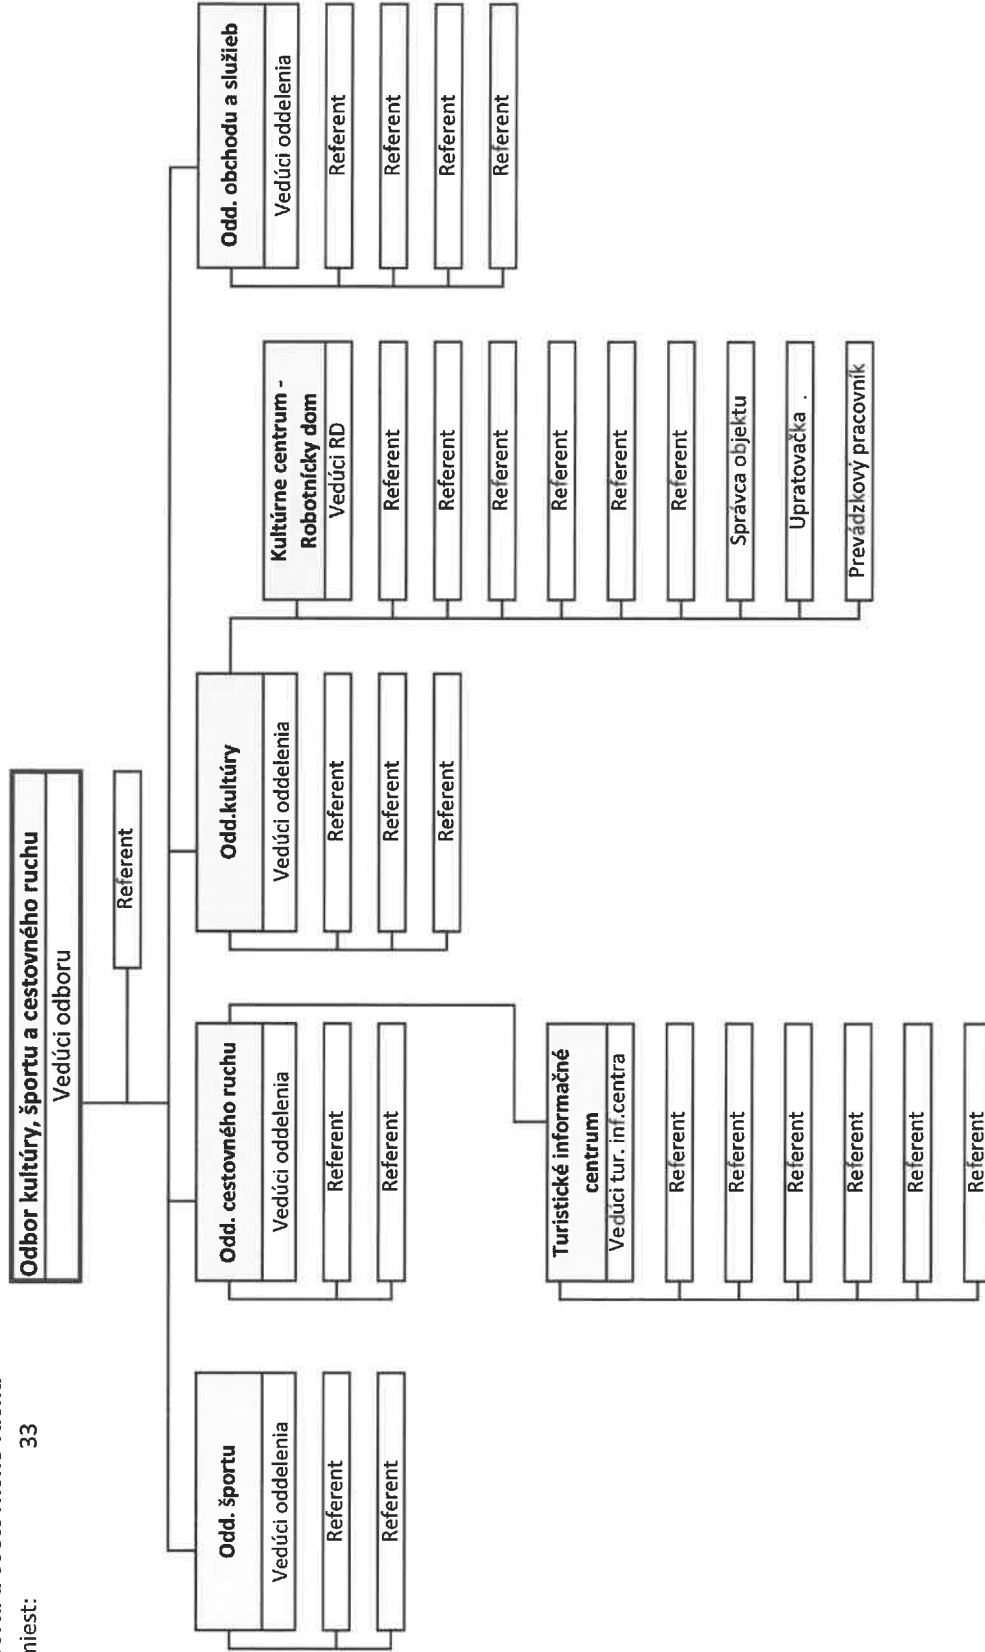 niest: 33
Odbor kultúry, športu a cestovného ruchu
Vedúci odboru
Referent
Odd. športu
Vedúci oddelenia
Referent
Referent
Odd. cestovného ruchu
Vedúci oddelenia
Referent
Referent
Turistické informačné
centrum
Vedúci tur. inf.centra
Referent
Referent
Referent
Referent
Referent
Referent
Odd.kultúry
Vedúci oddelenia
Referent
Referent
Referent
Kultúrne centrum -
Robotnícky dom
Vedúci RD
Referent
Referent
Referent
Referent
Referent
Referent
Správca objektu
Upratovačka .
Prevádzkový pracovník
Odd. obchodu a služieb
Vedúci oddelenia
Referent
Referent
Referent
Referent